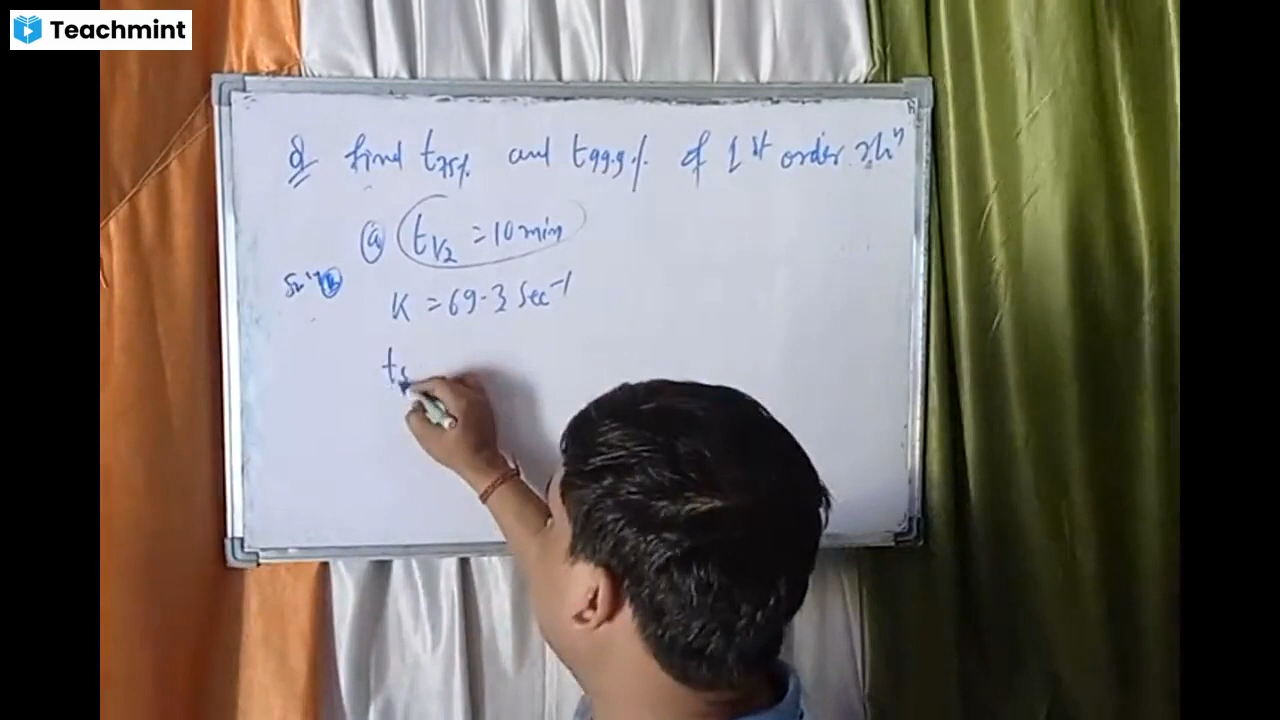 Teachmint
Q find t75% and t99.9% of 1st order rxn
(a) t1/2 = 10 min
Sol'n (b)
K = 69.3 Sec-1
t